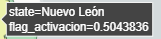 state=Nuevo León
flag_activacion=0.5043836